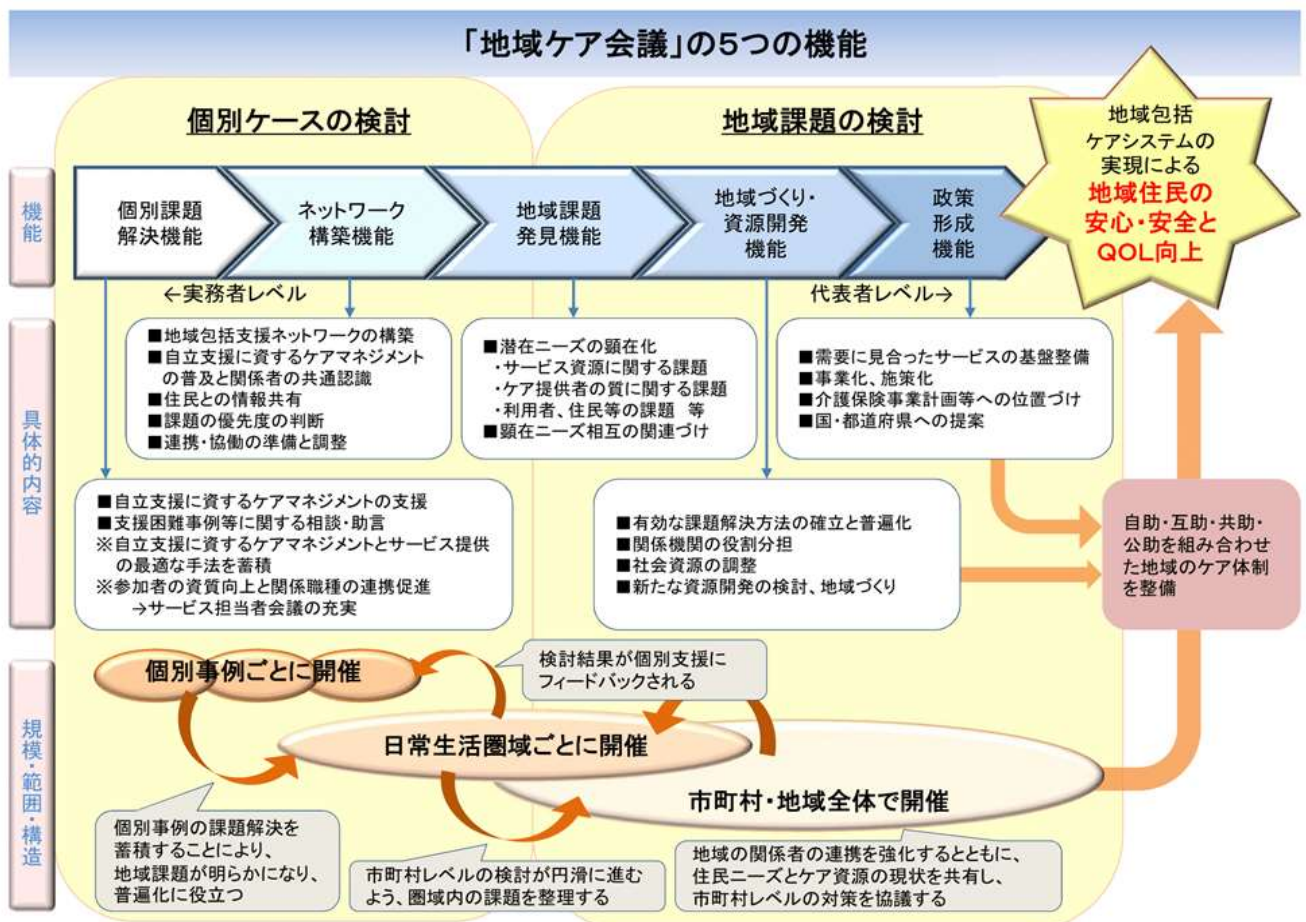 「地域ケア会議」の５つの機能
個別ケースの検討
地域課題の検討
地域包括
ケアシステムの
実現による
地域住民の
安心・安全と
ＱＯＬ向上
機能
個別課題
解決機能
ネットワーク
構築機能
地域課題
発見機能
地域づくり・
資源開発
機能
政策
形成
機能
←実務者レベル
代表者レベル→
具体的内容
■地域包括支援ネットワークの構築
■自立支援に資するケアマネジメント
の普及と関係者の共通認識
■住民との情報共有
■課題の優先度の判断
■連携・協働の準備と調整
■潜在ニーズの顕在化
・サービス資源に関する課題
・ケア提供者の質に関する課題
・利用者、住民等の課題　等
■顕在ニーズ相互の関連づけ
■需要に見合ったサービスの基盤整備
■事業化、施策化
■介護保険事業計画等への位置づけ
■国・都道府県への提案
■自立支援に資するケアマネジメントの支援
■支援困難事例等に関する相談・助言
※自立支援に資するケアマネジメントとサービス提供
の最適な手法を蓄積
※参加者の資質向上と関係職種の連携促進
→サービス担当者会議の充実
■有効な課題解決方法の確立と普遍化
■関係機関の役割分担
■社会資源の調整
■新たな資源開発の検討、地域づくり
自助・互助・共助・
公助を組み合わせ
た地域のケア体制
を整備
規模・範囲・構造
個別事例ごとに開催
検討結果が個別支援に
フィードバックされる
日常生活圏域ごとに開催
市町村・地域全体で開催
個別事例の課題解決を
蓄積することにより、
地域課題が明らかになり、
普遍化に役立つ
市町村レベルの検討が円滑に進む
よう、圏域内の課題を整理する
地域の関係者の連携を強化するとともに、
住民ニーズとケア資源の現状を共有し、
市町村レベルの対策を協議する